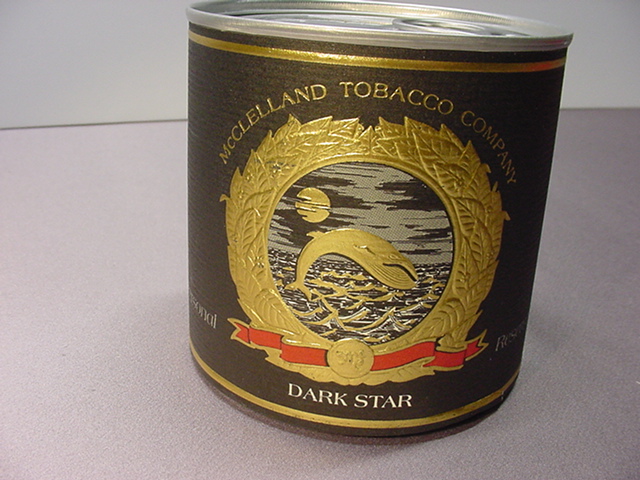 McCLELLAND TOBACCO COMPANY
DARK STAR